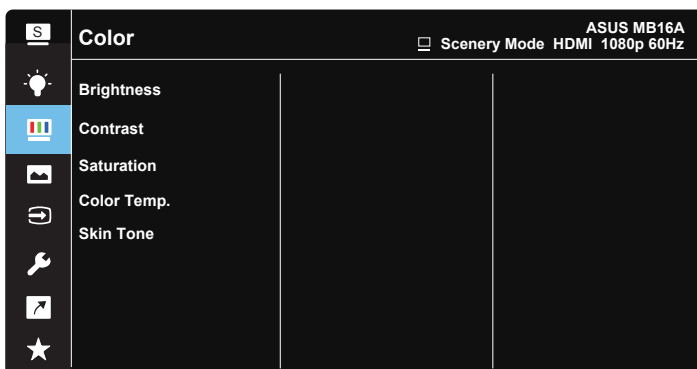 S
Color
ASUS MB16A
Scenery Mode HDMI 1080p 60Hz
Brightness
Contrast
Saturation
Color Temp.
Skin Tone